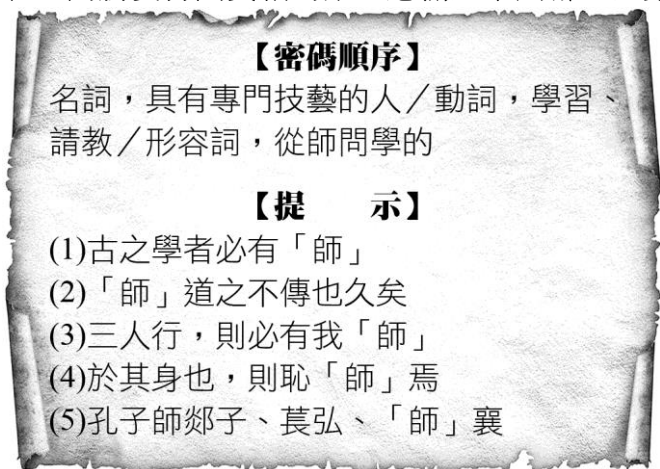 【密碼順序】
名詞，具有專門技藝的人／動詞，學習、
請教／形容詞，從師問學的
【提　　示】
(1)古之學者必有「師」
(2)「師」道之不傳也久矣
(3)三人行，則必有我「師」
(4)於其身也，則恥「師」焉
(5)孔子師郯子、萇弘、「師」襄